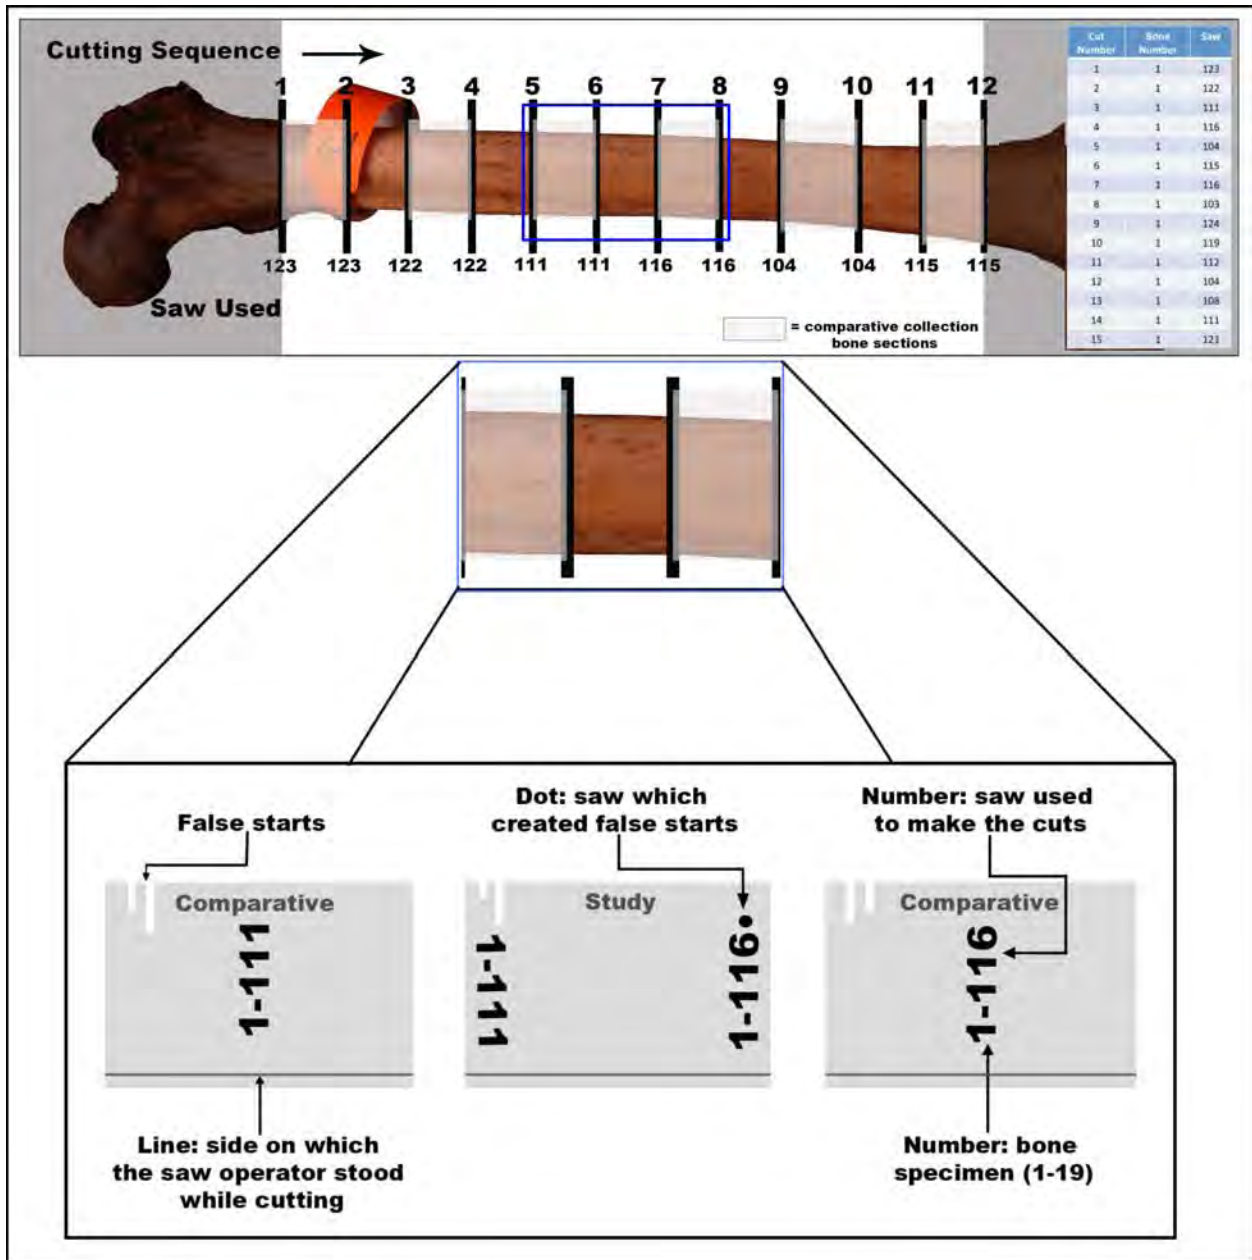 Cutting Sequence
1 2 3 4 5 6 7 8 9 10 11 12
123 123 122 122 111 111 116 116 104 104 115 115
Saw Used
= comparative collection
bone sections
Cut Number Bone Number Saw
1 1 123
2 1 122
3 1 111
4 1 116
5 1 104
6 1 115
7 1 116
8 1 103
9 1 124
10 1 119
11 1 112
12 1 104
13 1 108
14 1 111
15 1 121
False starts
Dot: saw which
created false starts
Number: saw used
to make the cuts
Comparative
1-111
Study
1-111
1-116•
Comparative
1-116
Line: side on which
the saw operator stood
while cutting
Number: bone
specimen (1-19)